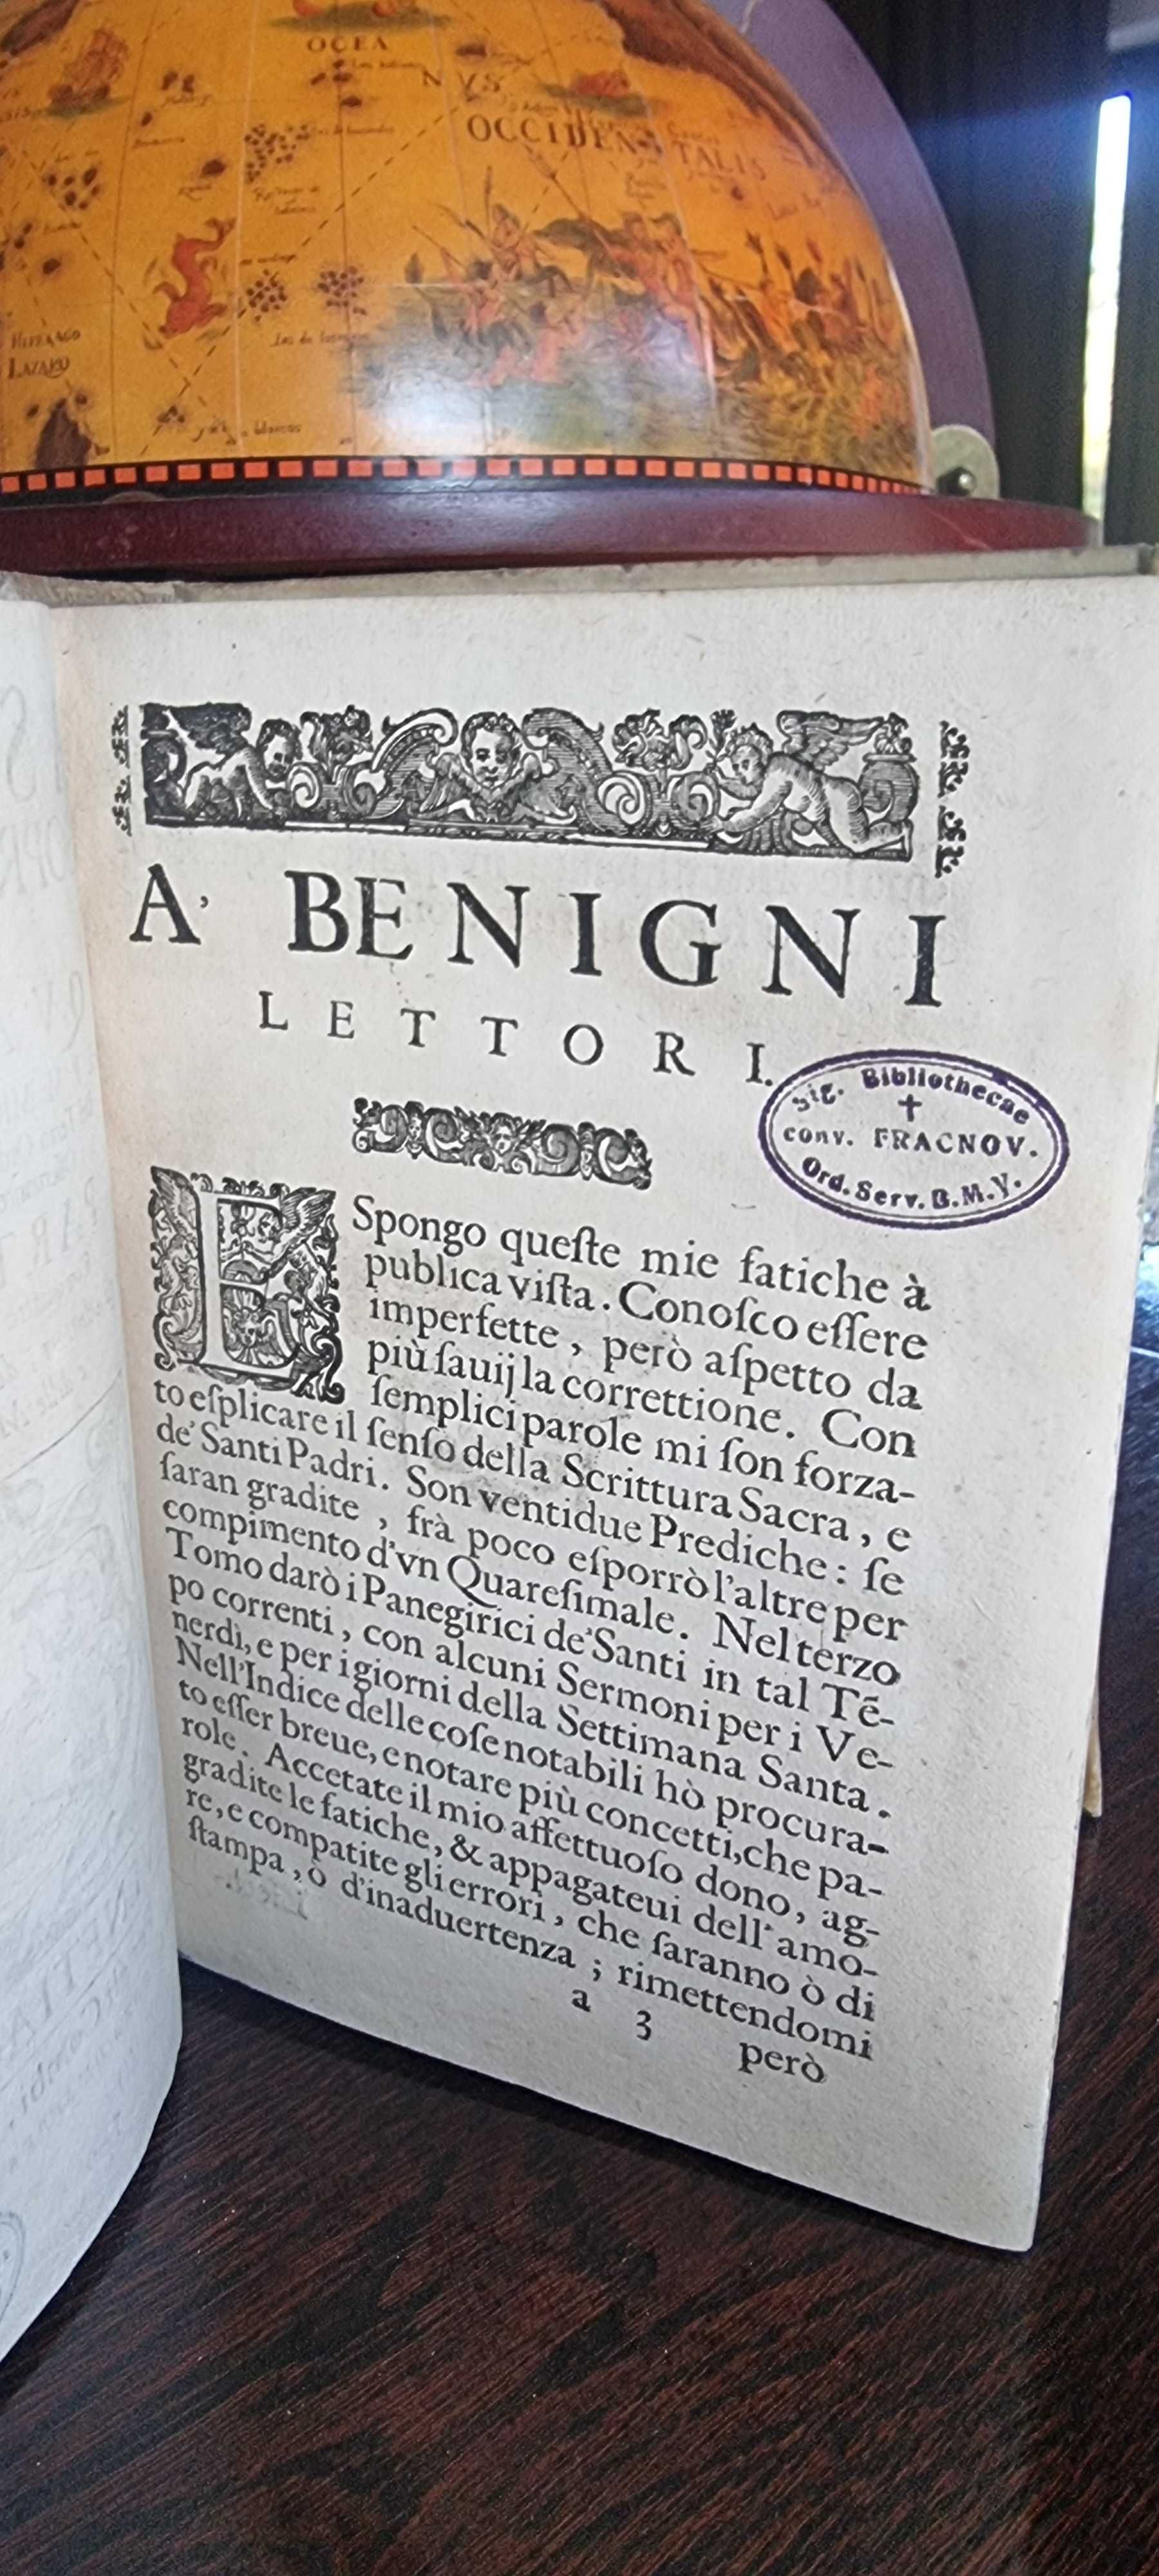 OCEA
NVS
OCCIDENTALIS
LAZARO
A' BENIGNI
LETTORI.
Sig. Bibliothecae
conv. FRACNOV.
Ord. Serv. B. M. V.
ESpongo queſte mie fatiche à
publica viſta. Conoſco eſſere
imperfette, però aſpetto da
più ſauij la correttione. Con
ſemplici parole mi ſon forza-
to eſplicare il ſenſo della Scrittura Sacra, e
de' Santi Padri. Son ventidue Prediche: ſe
ſaran gradite, frà poco eſporrò l'altre per
compimento d'vn Quareſimale. Nel terzo
Tomo darò i Panegirici de' Santi in tal Tē-
po correnti, con alcuni Sermoni per i Ve-
nerdì, e per i giorni della Settimana Santa.
Nell'Indice delle coſe notabili hò procura-
to eſſer breue, e notare più concetti, che pa-
role. Accetate il mio affettuoſo dono, ag-
gradite le fatiche, & appagateui dell'amo-
re, e compatite gli errori, che ſaranno ò di
ſtampa, ò d'inaduertenza; rimettendomi
a 3
però